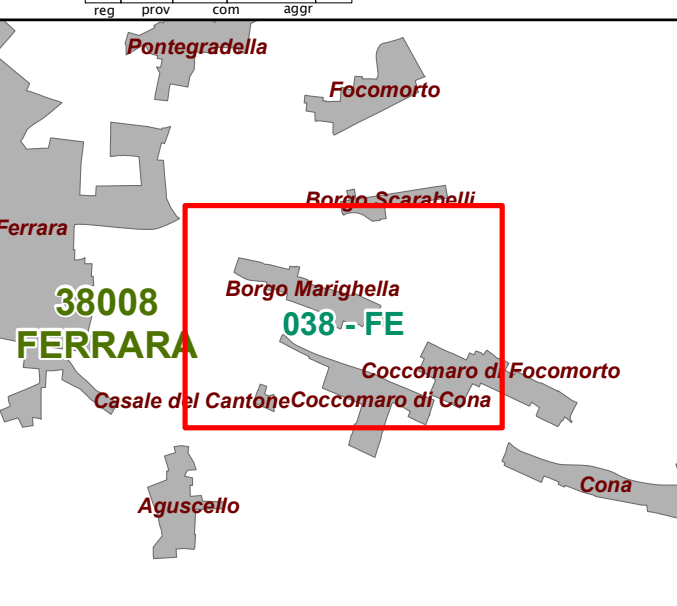 reg prov com aggr
Pontegradella
Focomorto
Borgo Scarabelli
Ferrara
Borgo Marighella
38008
FERRARA
038 - FE
Coccomaro di Focomorto
Casale del Cantone
Coccomaro di Cona
Cona
Aguscello